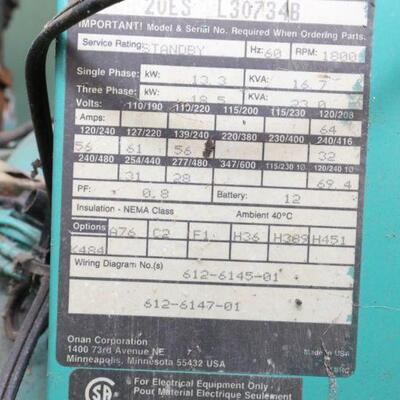 20ES L30734B
IMPORTANT! Model & Serial No. Required When Ordering Parts.
Service Rating: STANDBY Hz: 60 RPM: 1800
Single Phase: kW: 13.3 KVA: 16.7
Three Phase: kW: 18.5 KVA: 23.0
Volts: 110/190 110/220 115/200 115/230 120/208
Amps: 64
120/240 127/220 139/240 220/380 230/400 240/416
56 61 56 32
240/480 254/440 277/480 347/600 115/230 1O 120/240 1O
31 28 69.4
PF: 0.8 Battery: 12
Insulation - NEMA Class Ambient 40°C
Options A76 C2 F1 H36 H389 H451
K484
Wiring Diagram No.(s) 612-6145-01
612-6147-01
Onan Corporation
1400 73rd Avenue NE
Minneapolis, Minnesota 55432 USA
Made in USA
SA
For Electrical Equipment Only
Pour Materiel Electrique Seulement